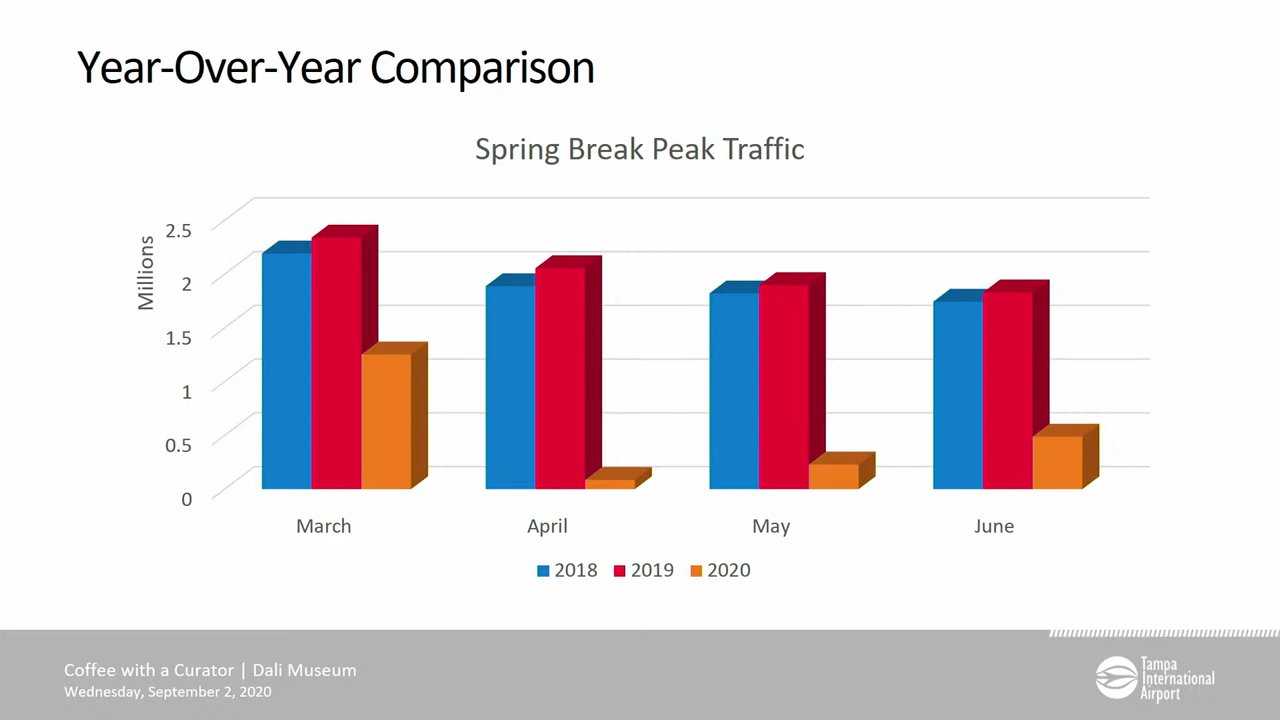 Year-Over-Year Comparison
Spring Break Peak Traffic
Millions
2.5
2
1.5
1
0.5
0
March
April
May
June
2018
2019
2020
Coffee with a Curator | Dali Museum
Wednesday, September 2, 2020
Tampa
International
Airport